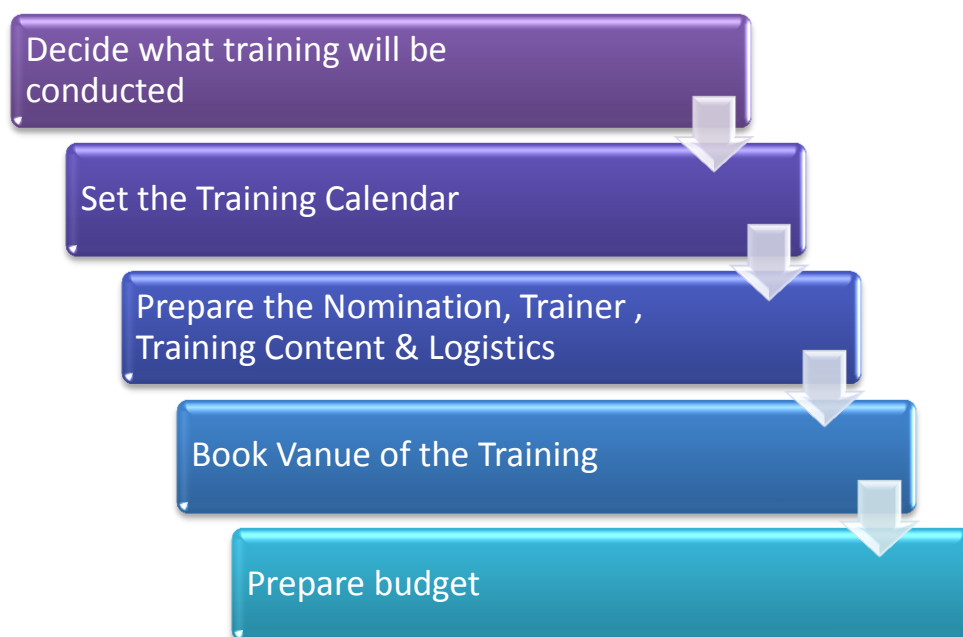 Decide what training will be
conducted
Set the Training Calendar
Prepare the Nomination, Trainer ,
Training Content & Logistics
Book Vanue of the Training
Prepare budget